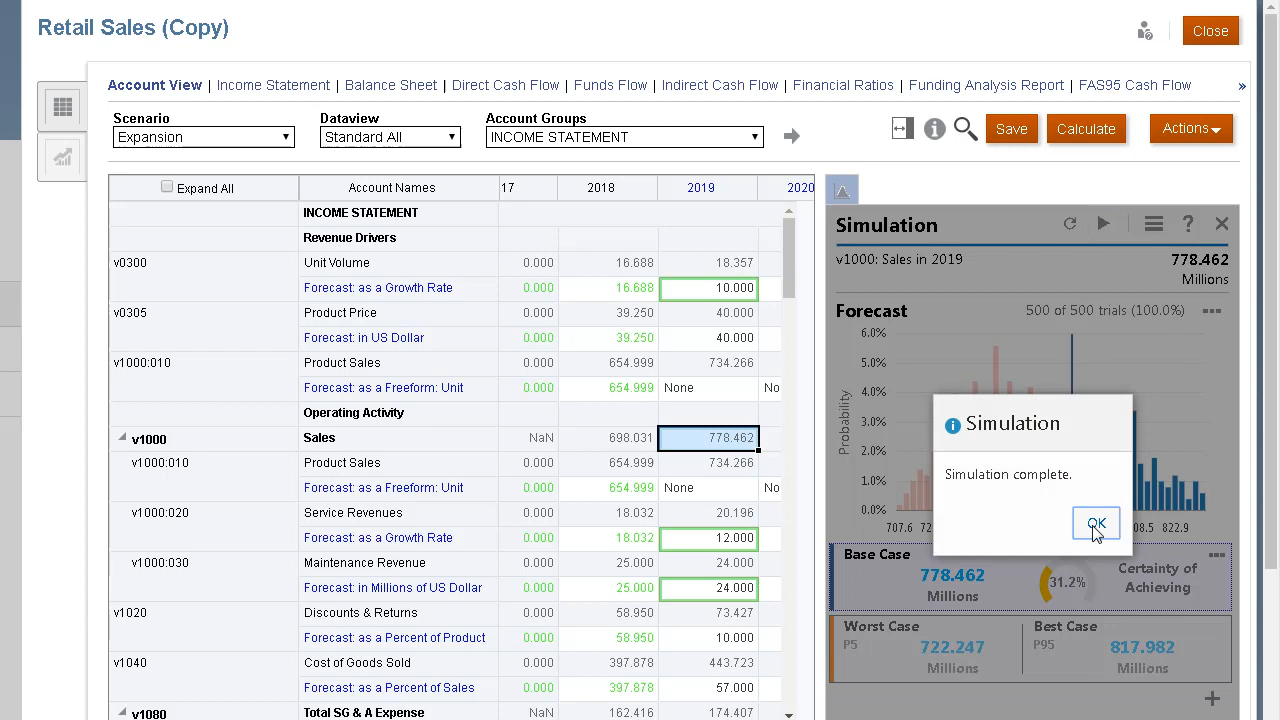 Retail Sales (Copy)
Close
Account View | Income Statement | Balance Sheet | Direct Cash Flow | Funds Flow | Indirect Cash Flow | Financial Ratios | Funding Analysis Report | FAS95 Cash Flow »
Scenario Dataview Account Groups
Expansion Standard All INCOME STATEMENT Save Calculate Actions
Expand All Account Names 17 2018 2019 2020
INCOME STATEMENT
Revenue Drivers
v0300 Unit Volume 0.000 16.688 18.357
Forecast: as a Growth Rate 0.000 16.688 10.000
v0305 Product Price 0.000 39.250 40.000
Forecast: in US Dollar 0.000 39.250 40.000
v1000:010 Product Sales 0.000 654.999 734.266
Forecast: as a Freeform: Unit 0.000 654.999 None No
Operating Activity
v1000 Sales NaN 698.031 778.462
v1000:010 Product Sales 0.000 654.999 734.266
Forecast: as a Freeform: Unit 0.000 654.999 None No
v1000:020 Service Revenues 0.000 18.032 20.196
Forecast: as a Growth Rate 0.000 18.032 12.000
v1000:030 Maintenance Revenue 0.000 25.000 24.000
Forecast: in Millions of US Dollar 0.000 25.000 24.000
v1020 Discounts & Returns 0.000 58.950 73.427
Forecast: as a Percent of Product 0.000 58.950 10.000
v1040 Cost of Goods Sold 0.000 397.878 443.723
Forecast: as a Percent of Sales 0.000 397.878 57.000
v1080 Total SG & A Expense NaN 162.416 174.407
Simulation ?
v1000: Sales in 2019 778.462
Millions
Forecast 500 of 500 trials (100.0%)
Probability
6.0%
5.0%
4.0%
3.0%
2.0%
1.0%
0.0%
707.6 822.9
Simulation
Simulation complete.
OK
Base Case
778.462
Millions
31.2%
Certainty of
Achieving
Worst Case Best Case
P5 722.247 P95 817.982
Millions Millions